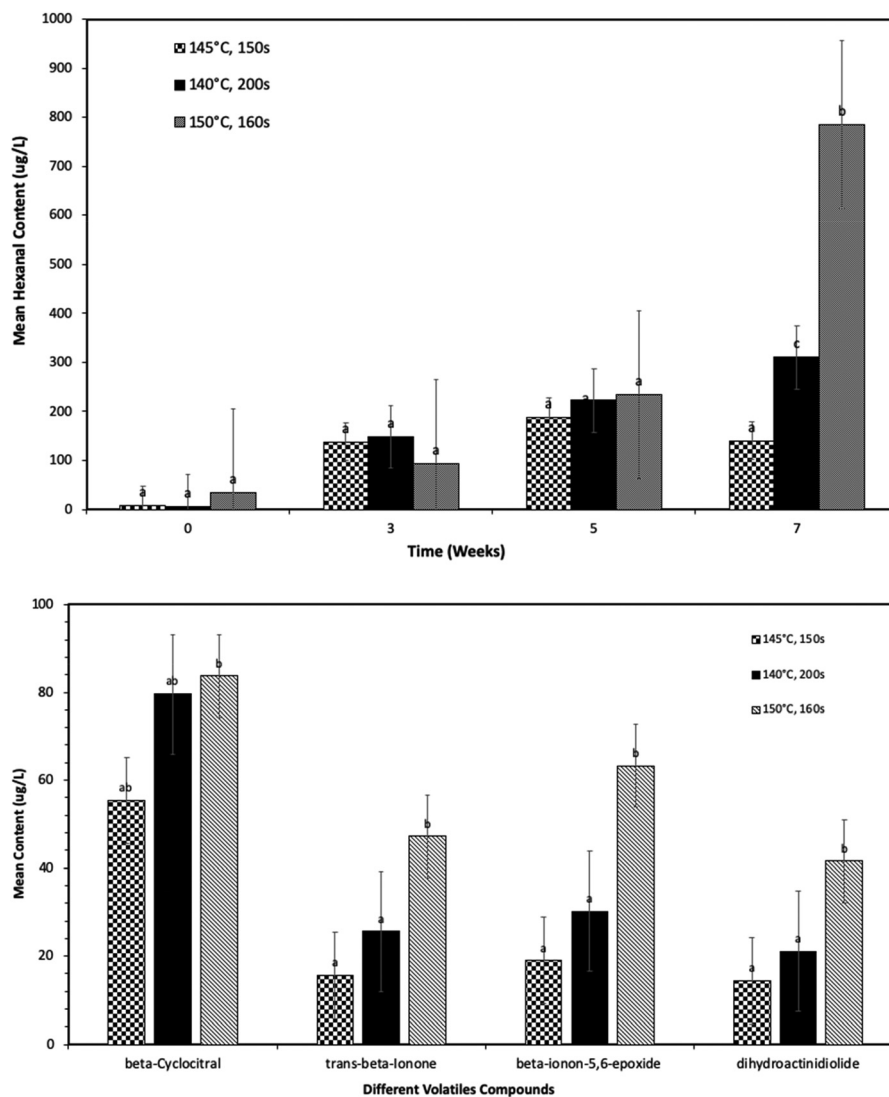 1000
900
800
700
600
500
400
300
200
100
0
Mean Hexanal Content (ug/L)
145°C, 150s
140°C, 200s
150°C, 160s
a a a
a a a
a a a
a c b
0 3 5 7
Time (Weeks)
100
80
60
40
20
0
Mean Content (ug/L)
145°C, 150s
140°C, 200s
150°C, 160s
ab ab b
a a b
a a b
a a b
beta-Cyclocitral trans-beta-Ionone beta-ionon-5,6-epoxide dihydroactinidiolide
Different Volatiles Compounds